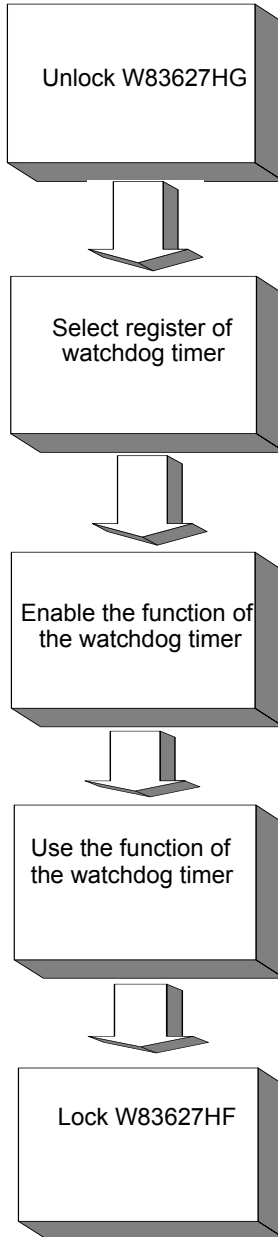 Unlock W83627HG
Select register of
watchdog timer
Enable the function of
the watchdog timer
Use the function of
the watchdog timer
Lock W83627HF